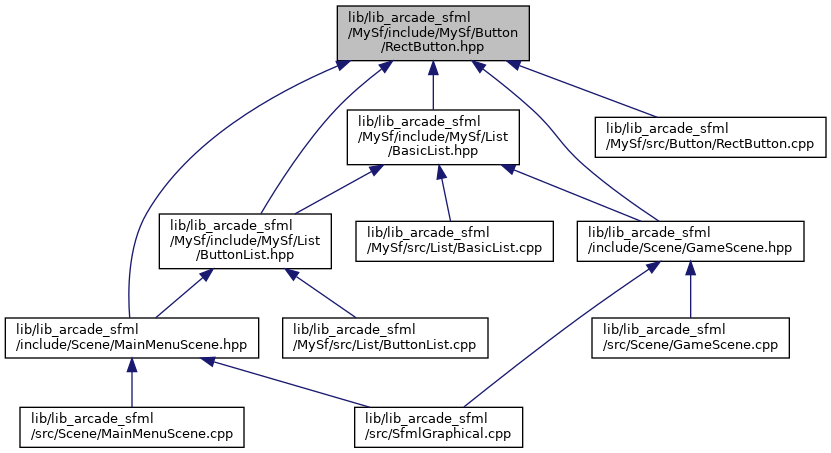 lib/lib_arcade_sfml
/MySf/include/MySf/Button
/RectButton.hpp
lib/lib_arcade_sfml
/MySf/include/MySf/List
/BasicList.hpp
lib/lib_arcade_sfml
/MySf/src/Button/RectButton.cpp
lib/lib_arcade_sfml
/MySf/include/MySf/List
/ButtonList.hpp
lib/lib_arcade_sfml
/MySf/src/List/BasicList.cpp
lib/lib_arcade_sfml
/include/Scene/GameScene.hpp
lib/lib_arcade_sfml
/include/Scene/MainMenuScene.hpp
lib/lib_arcade_sfml
/MySf/src/List/ButtonList.cpp
lib/lib_arcade_sfml
/src/Scene/GameScene.cpp
lib/lib_arcade_sfml
/src/Scene/MainMenuScene.cpp
lib/lib_arcade_sfml
/src/SfmlGraphical.cpp